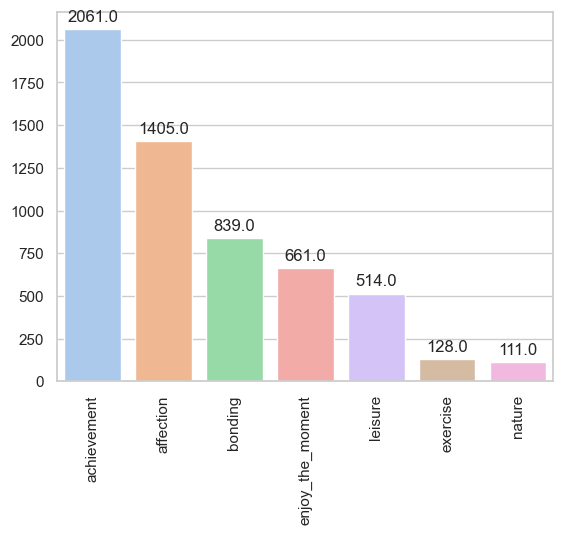 2061.0
1405.0
839.0
661.0
514.0
128.0
111.0
2000
1750
1500
1250
1000
750
500
250
0
achievement
affection
bonding
enjoy_the_moment
leisure
exercise
nature